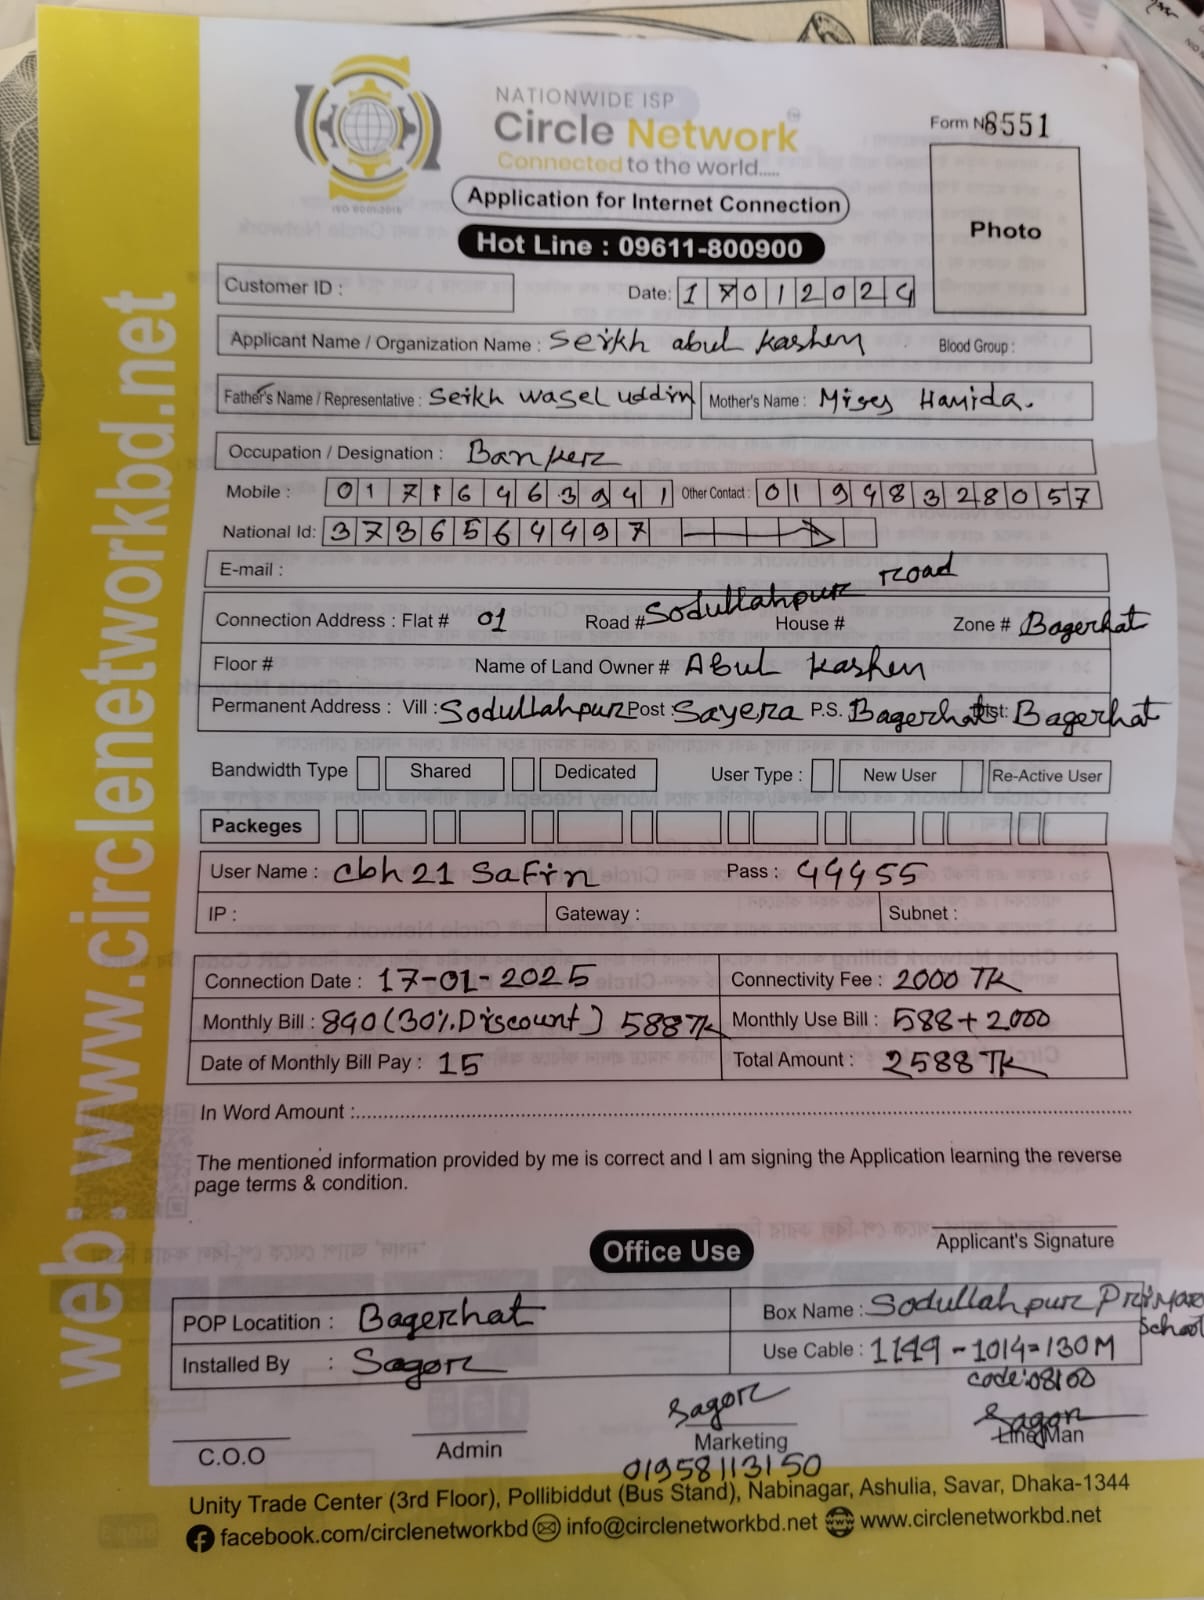 NATIONWIDE ISP
Circle Network
Connected to the world.....
ISO 9001:2015
Form № 8551
Application for Internet Connection
Hot Line : 09611-800900
Photo
Customer ID :
Date: 17012024
Applicant Name / Organization Name : Seikh abul kashem Blood Group :
Father's Name / Representative : Seikh wasel uddin Mother's Name : Mises Hamida.
Occupation / Designation : Banker
Mobile : 01716463941 Other Contact : 01948328057
National Id: 3736564497
E-mail :
Connection Address : Flat # 01 Road # Sodullahpur road House # Zone # Bagerhat
Floor # Name of Land Owner # Abul kashem
Permanent Address : Vill : Sodullahpur Post : Sayera P.S. Bagerhat Dist: Bagerhat
Bandwidth Type Shared Dedicated User Type : New User Re-Active User
Packeges
User Name : cbh21 Safin Pass : 44455
IP : Gateway : Subnet :
Connection Date : 17-01-2025 Connectivity Fee : 2000 TK
Monthly Bill : 840 (30% Discount) 588 TK Monthly Use Bill : 588 + 2000
Date of Monthly Bill Pay : 15 Total Amount : 2588 TK
In Word Amount :
The mentioned information provided by me is correct and I am signing the Application learning the reverse
page terms & condition.
Applicant's Signature
Office Use
POP Locatition : Bagerhat Box Name : Sodullahpur Primary School
Installed By : Sagor Use Cable : 1144 - 1014 = 130 M
code: 08100
Sagor Sagor
C.O.O Admin Marketing Line Man
01958113150
Unity Trade Center (3rd Floor), Pollibiddut (Bus Stand), Nabinagar, Ashulia, Savar, Dhaka-1344
facebook.com/circlenetworkbd info@circlenetworkbd.net www.circlenetworkbd.net
web: www.circlenetworkbd.net